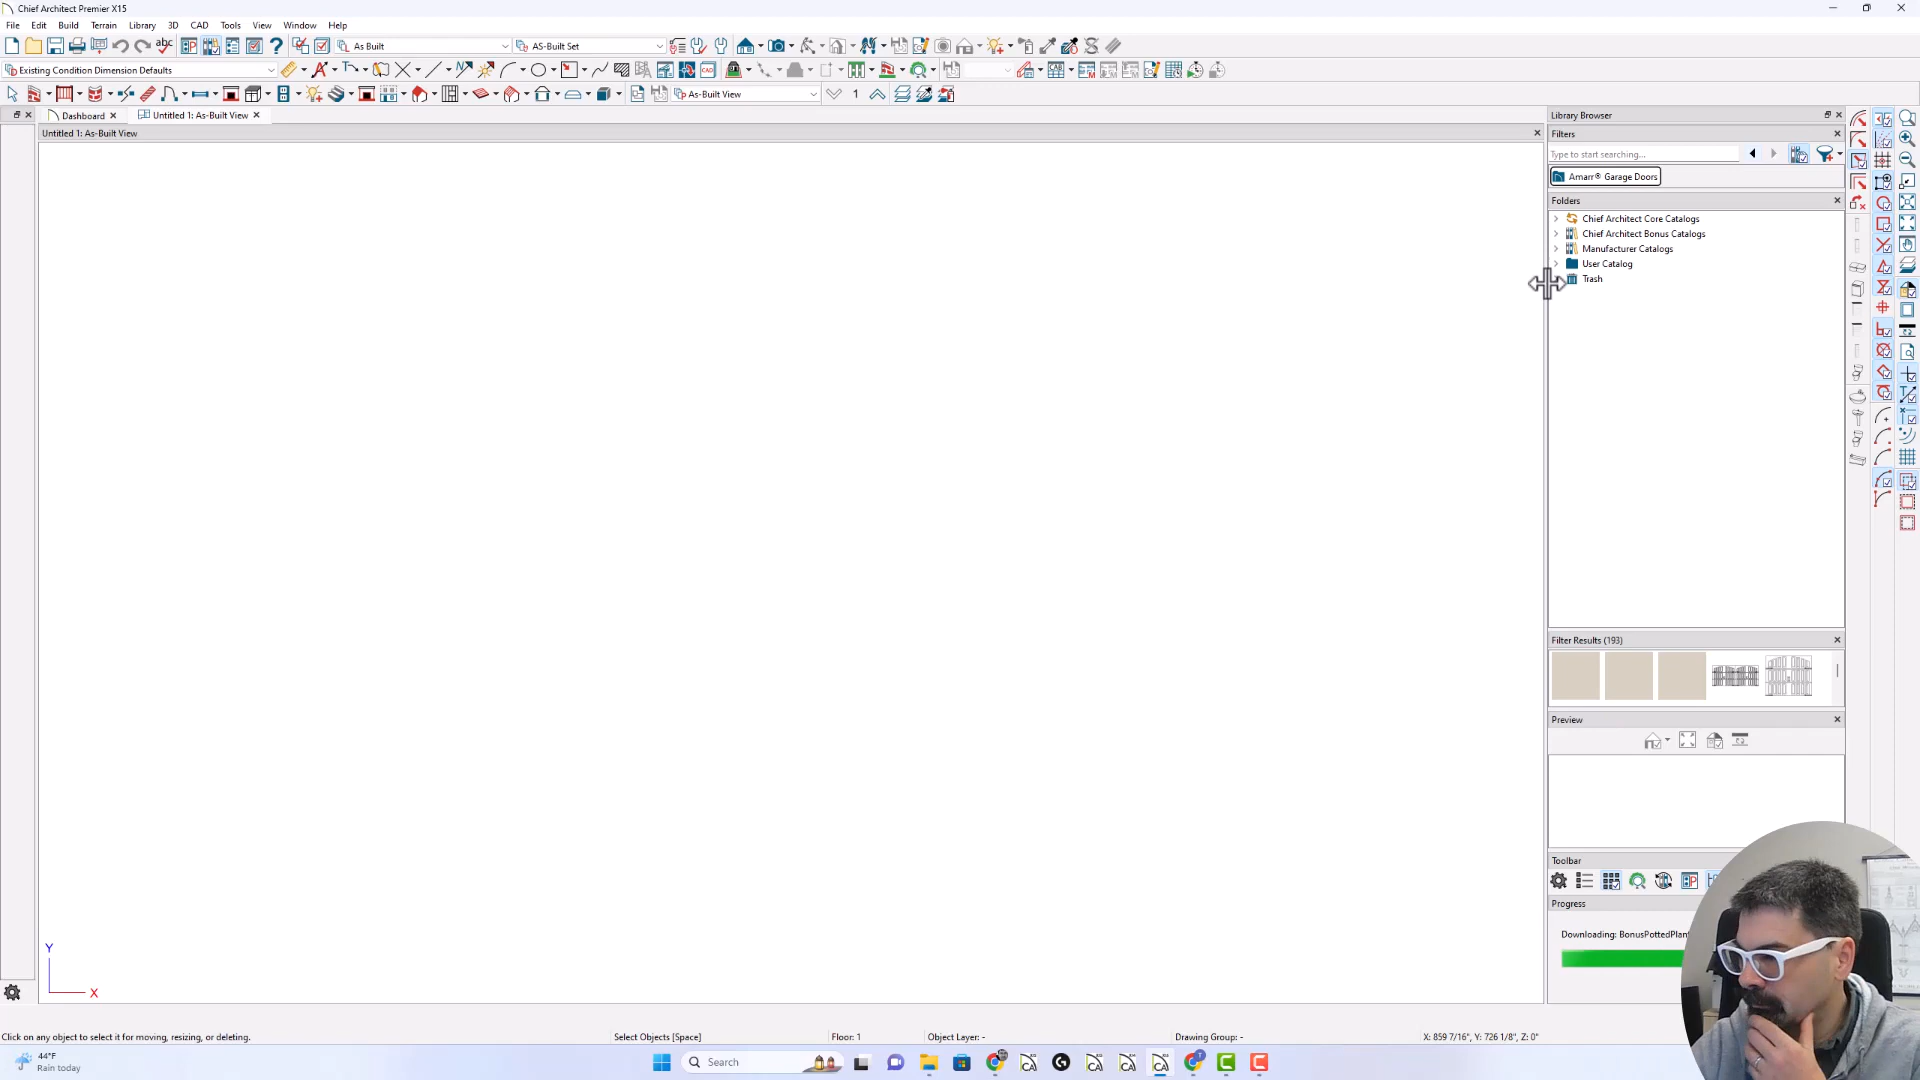 Chief Architect Premier X15
File Edit Build Terrain Library 3D CAD Tools View Window Help
As Built
AS-Built Set
Existing Condition Dimension Defaults
As-Built View
1
Dashboard
Untitled 1: As-Built View
Untitled 1: As-Built View
Library Browser
Filters
Type to start searching...
Amarr® Garage Doors
Folders
Chief Architect Core Catalogs
Chief Architect Bonus Catalogs
Manufacturer Catalogs
User Catalog
Trash
Filter Results (193)
Preview
Toolbar
Progress
Downloading: BonusPottedPlant
Y
X
Click on any object to select it for moving, resizing, or deleting.
Select Objects [Space]
Floor: 1
Object Layer: -
Drawing Group: -
X: 859 7/16", Y: 726 1/8", Z: 0"
44°F
Rain today
Search